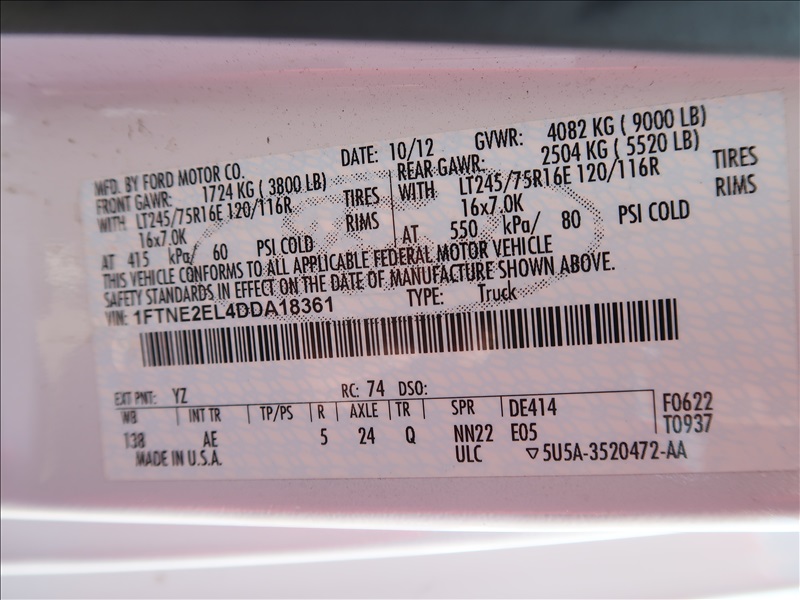 MFD. BY FORD MOTOR CO. DATE: 10/12 GVWR: 4082 KG ( 9000 LB)
FRONT GAWR: 1724 KG ( 3800 LB) REAR GAWR: 2504 KG ( 5520 LB)
WITH LT245/75R16E 120/116R TIRES WITH LT245/75R16E 120/116R TIRES
16x7.0K RIMS 16x7.0K RIMS
AT 415 kPa/ 60 PSI COLD AT 550 kPa/ 80 PSI COLD
THIS VEHICLE CONFORMS TO ALL APPLICABLE FEDERAL MOTOR VEHICLE
SAFETY STANDARDS IN EFFECT ON THE DATE OF MANUFACTURE SHOWN ABOVE.
VIN: 1FTNE2EL4DDA18361 TYPE: Truck
EXT PNT: YZ RC: 74 DSO:
WB INT TR TP/PS R AXLE TR SPR DE414 F0622
138 AE 5 24 Q NN22 E05 T0937
MADE IN U.S.A. ULC ▽5U5A-3520472-AA